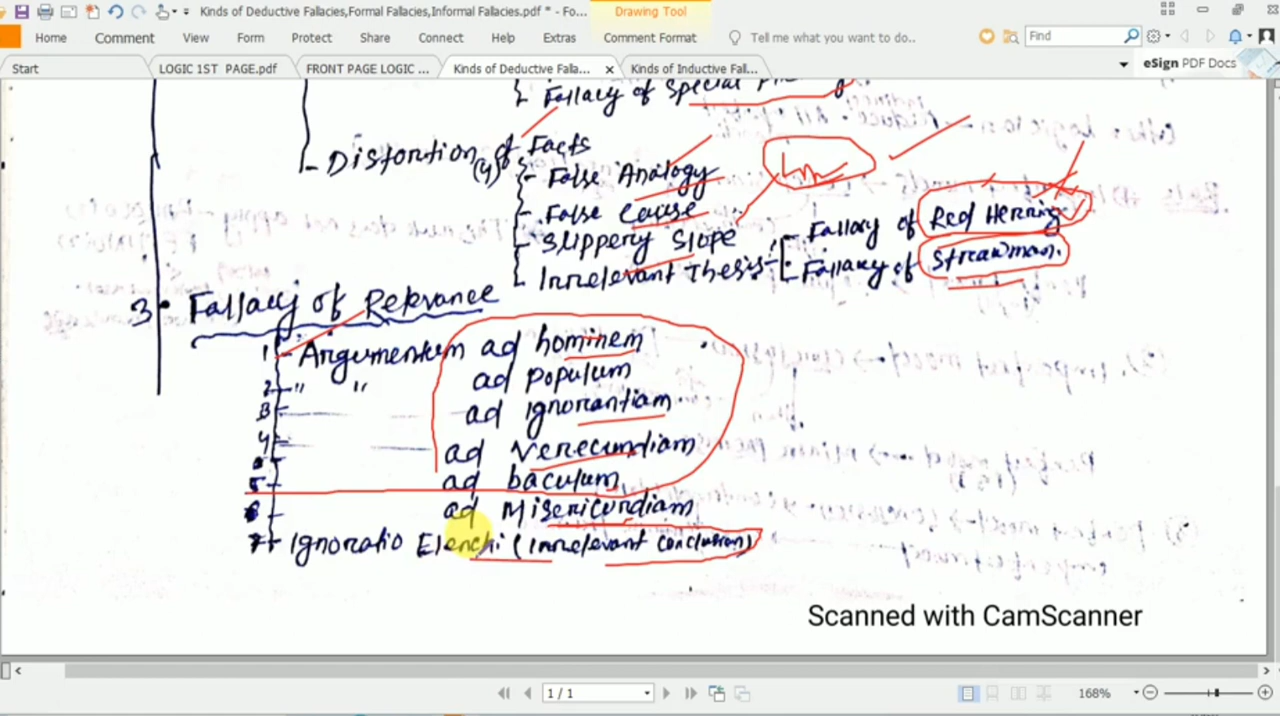 Kinds of Deductive Fallacies,Formal Fallacies,Informal Fallacies.pdf * - Fo...
Drawing Tool
Home Comment View Form Protect Share Connect Help Extras Comment Format Tell me what you want to do.. Find
Start LOGIC 1ST PAGE.pdf FRONT PAGE LOGIC ... Kinds of Deductive Falla... × Kinds of Inductive Fall... eSign PDF Docs
Fallacy of Special
Distortion of Facts
(4)
False Analogy
False Cause
Slippery Slope
Irrelevant Thesis
Fallacy of Red Herring
Fallacy of Strawman.
3. Fallacy of Relevance
1 Argumentum ad hominem
2 " " ad populum
3 ad ignorantiam
4 ad Verecundiam
5 ad baculum
6 ad Misericordiam
7 Ignoratio Elenchi (Irrelevant Conclusion)
Scanned with CamScanner
1 / 1
168%